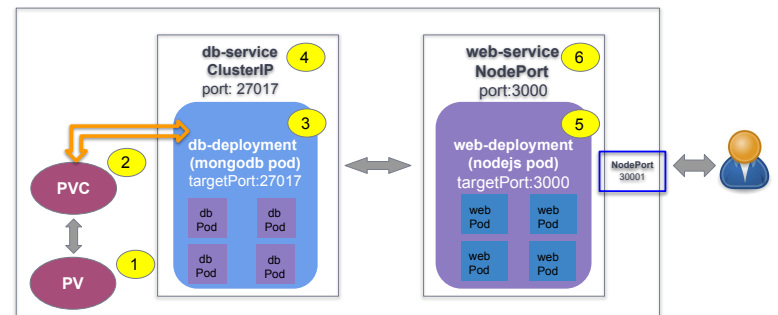 db-service
ClusterIP
port: 27017
4
3
db-deployment
(mongodb pod)
targetPort:27017
db
Pod
db
Pod
db
Pod
db
Pod
2
PVC
1
PV
web-service
NodePort
port:3000
6
5
web-deployment
(nodejs pod)
targetPort:3000
web
Pod
web
Pod
web
Pod
web
Pod
NodePort
30001